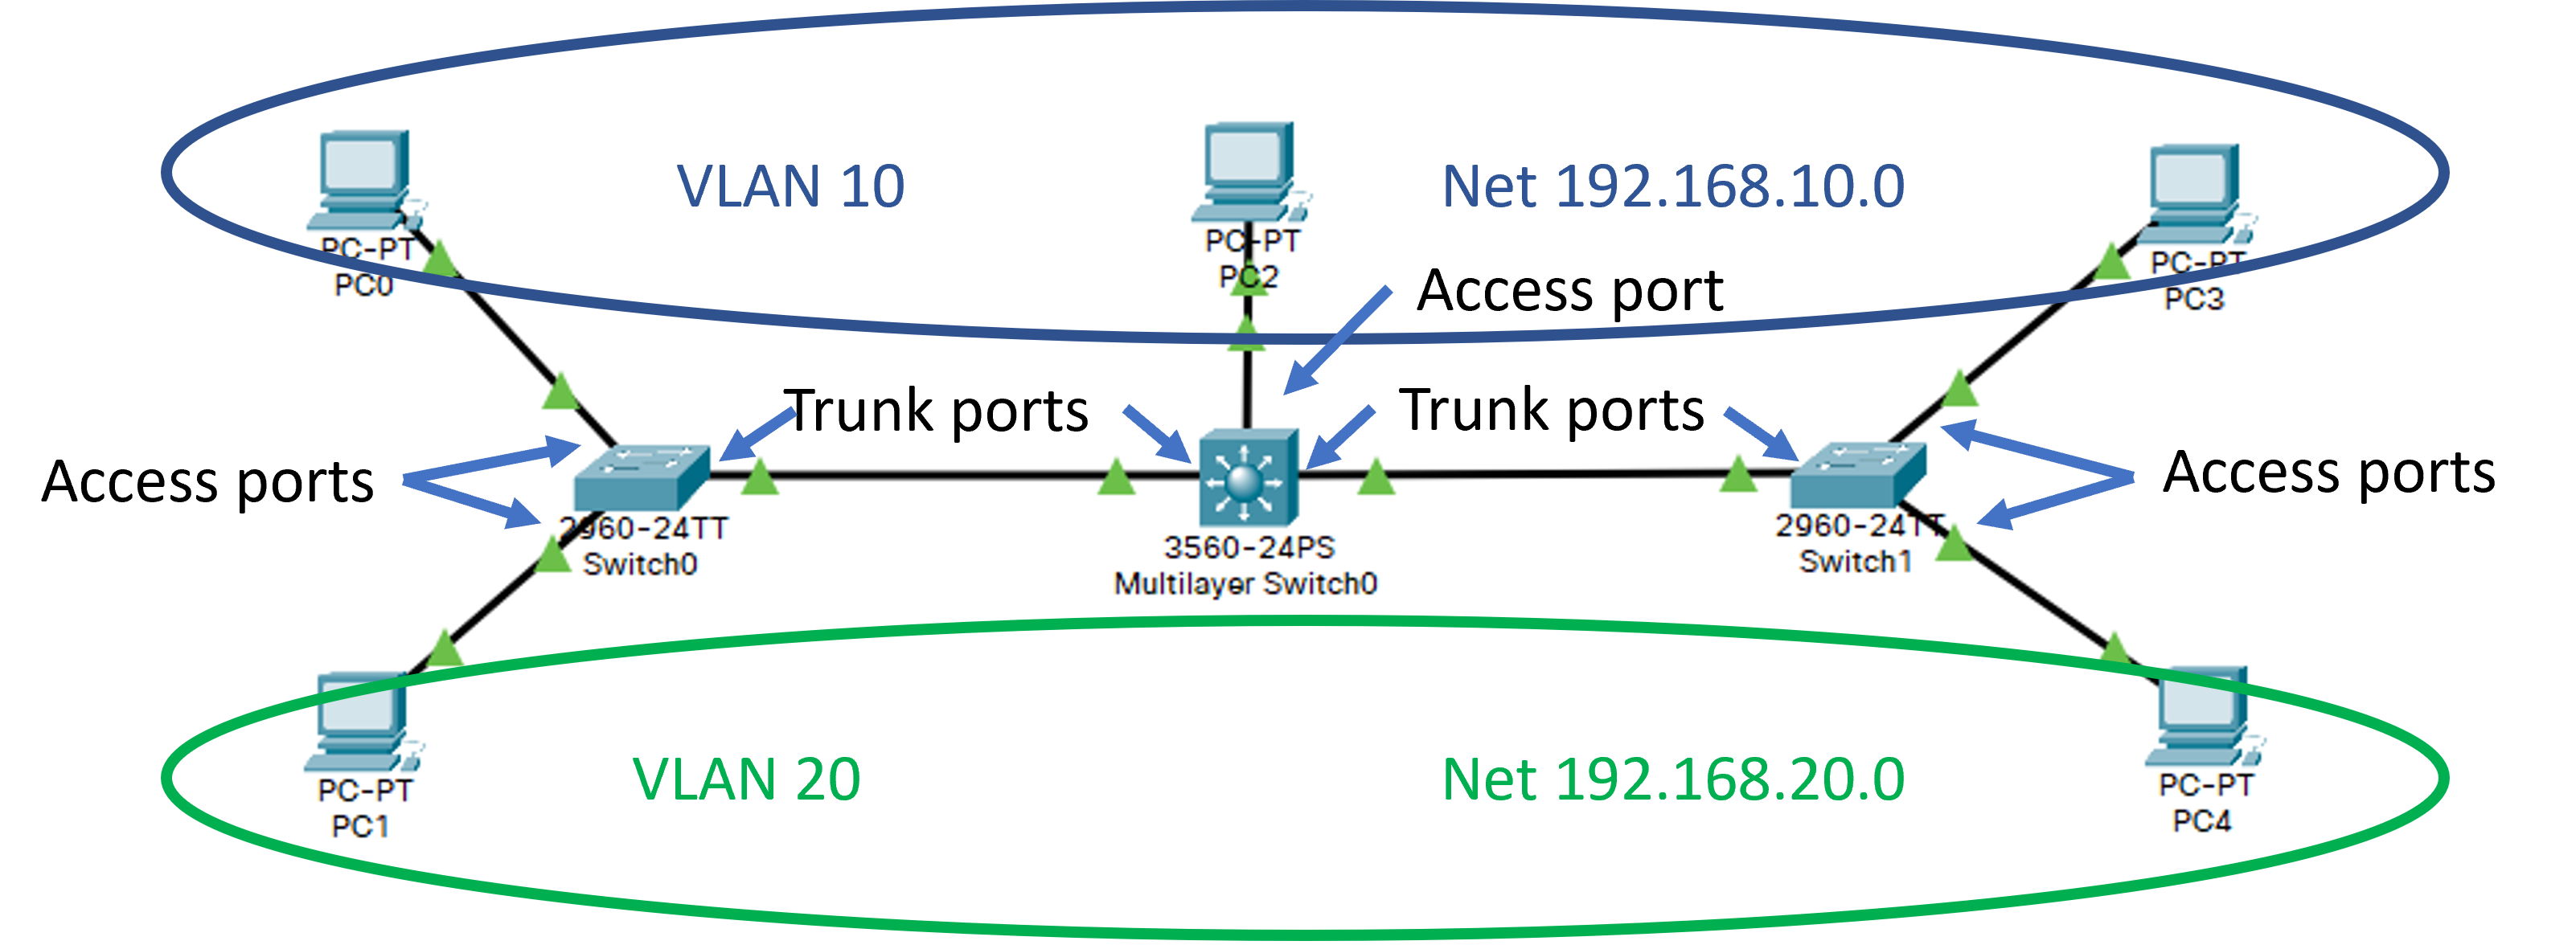 VLAN 10
Net 192.168.10.0
PC-PT
PC0
PC-PT
PC2
PC-PT
PC3
Access port
Trunk ports
Trunk ports
Access ports
Access ports
2960-24TT
Switch0
3560-24PS
Multilayer Switch0
2960-24TT
Switch1
VLAN 20
Net 192.168.20.0
PC-PT
PC1
PC-PT
PC4